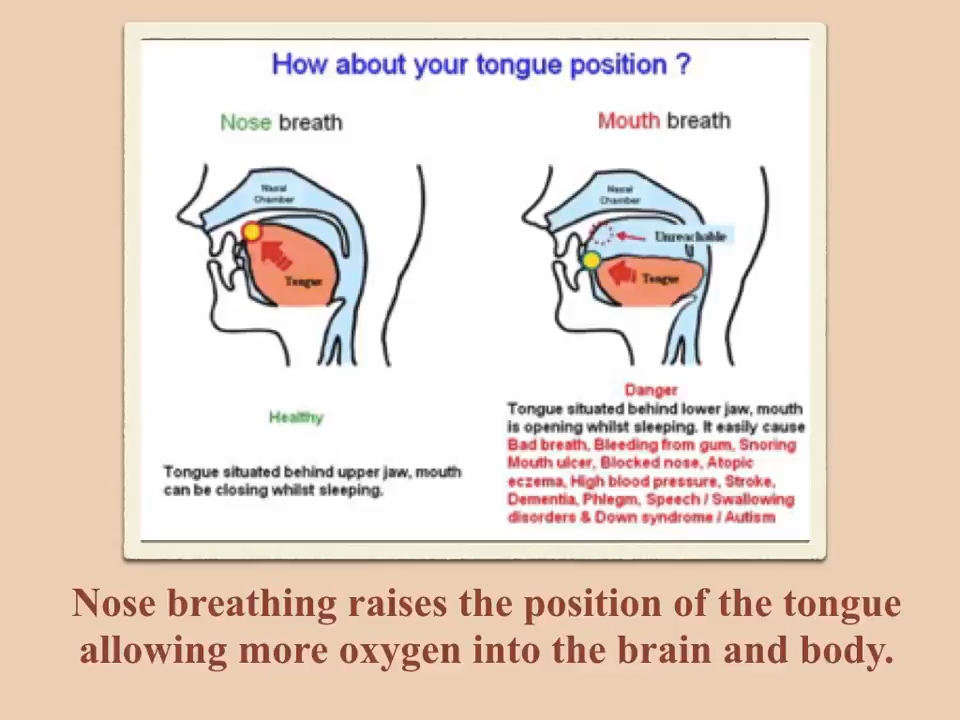 How about your tongue position ?
Nose breath
Mouth breath
Nasal
Chamber
Tongue
Nasal
Chamber
Unreachable
Tongue
Healthy
Tongue situated behind upper jaw, mouth
can be closing whilst sleeping.
Danger
Tongue situated behind lower jaw, mouth
is opening whilst sleeping. It easily cause
Bad breath, Bleeding from gum, Snoring
Mouth ulcer, Blocked nose, Atopic
eczema, High blood pressure, Stroke,
Dementia, Phlegm, Speech / Swallowing
disorders & Down syndrome / Autism
Nose breathing raises the position of the tongue
allowing more oxygen into the brain and body.